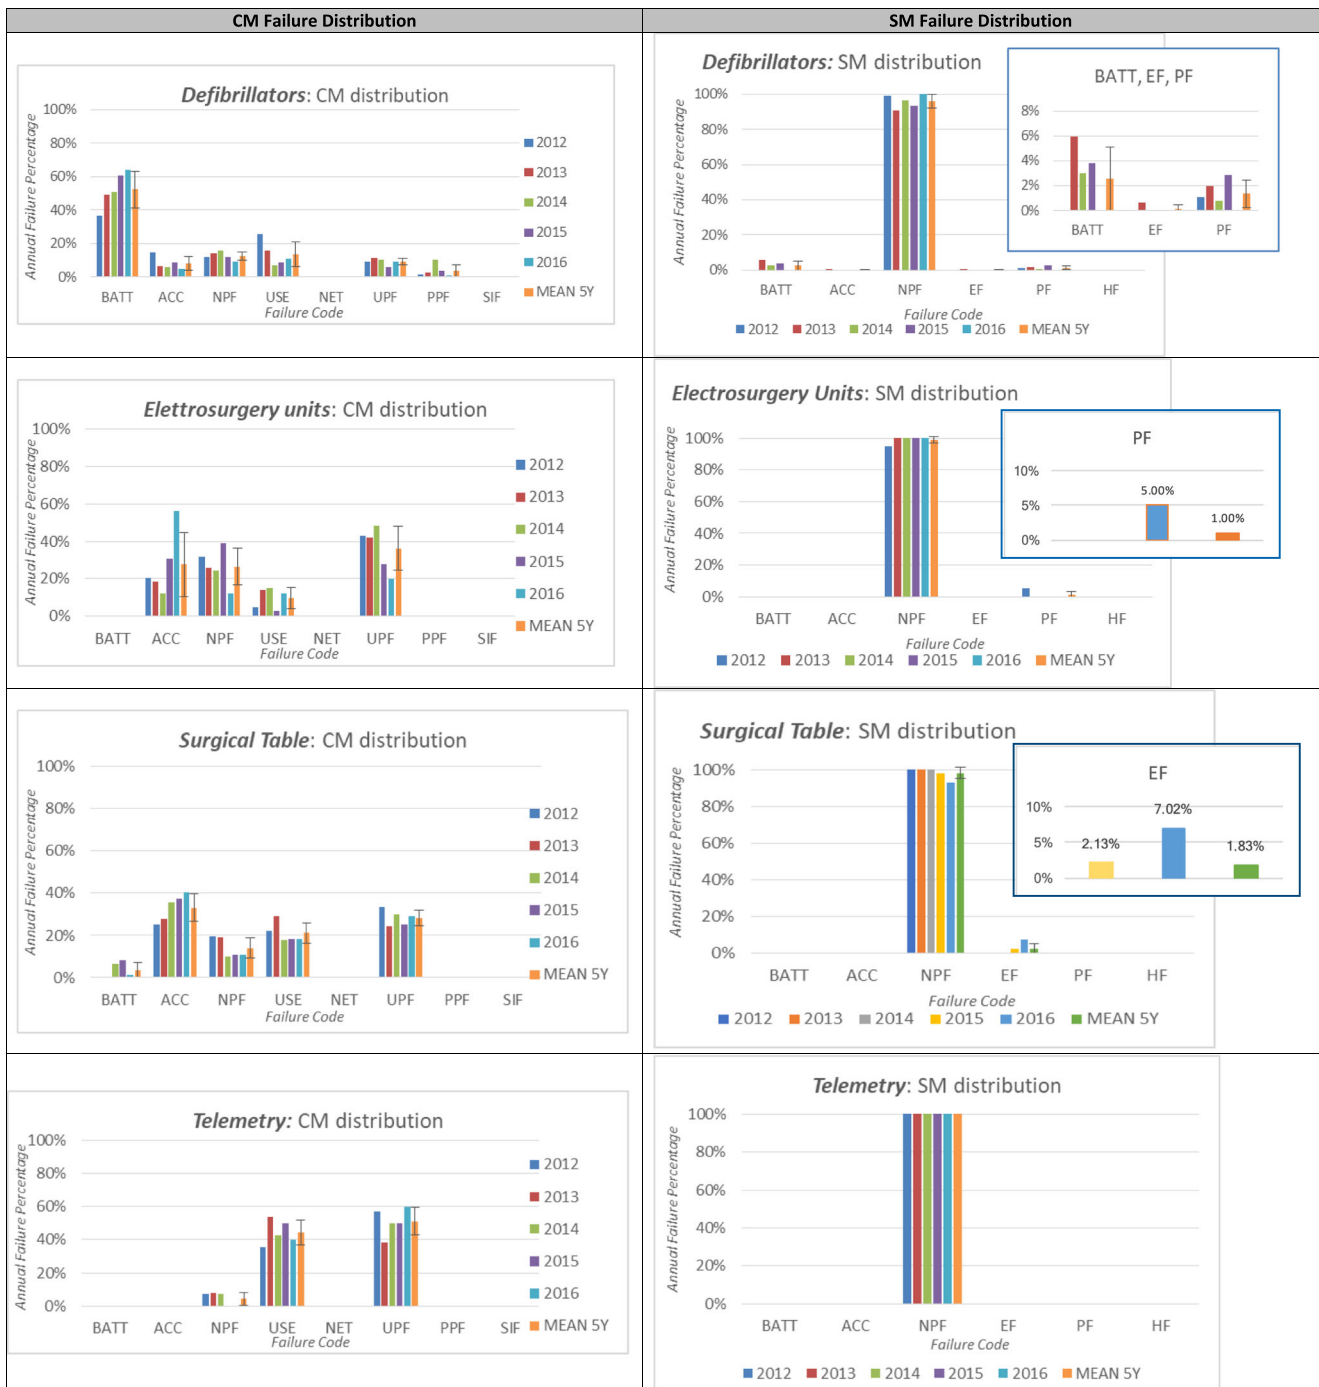 CM Failure Distribution
SM Failure Distribution
Defibrillators: CM distribution
Annual Failure Percentage
100%
80%
60%
40%
20%
0%
BATT ACC NPF USE NET UPF PPF SIF
Failure Code
2012
2013
2014
2015
2016
MEAN 5Y
Defibrillators: SM distribution
Annual Failure Percentage
100%
80%
60%
40%
20%
0%
BATT ACC NPF EF PF HF
Failure Code
2012 2013 2014 2015 2016 MEAN 5Y
BATT, EF, PF
8%
6%
4%
2%
0%
BATT EF PF
Elettrosurgery units: CM distribution
Annual Failure Percentage
100%
80%
60%
40%
20%
0%
BATT ACC NPF USE NET UPF PPF SIF
Failure Code
2012
2013
2014
2015
2016
MEAN 5Y
Electrosurgery Units: SM distribution
Annual Failure Percentage
100%
80%
60%
40%
20%
0%
BATT ACC NPF EF PF HF
Failure Code
2012 2013 2014 2015 2016 MEAN 5Y
PF
10%
5%
0%
5.00%
1.00%
Surgical Table: CM distribution
Annual Failure Percentage
100%
80%
60%
40%
20%
0%
BATT ACC NPF USE NET UPF PPF SIF
Failure Code
2012
2013
2014
2015
2016
MEAN 5Y
Surgical Table: SM distribution
Annual Failure Percentage
100%
80%
60%
40%
20%
0%
BATT ACC NPF EF PF HF
Failure Code
2012 2013 2014 2015 2016 MEAN 5Y
EF
10%
5%
0%
2.13%
7.02%
1.83%
Telemetry: CM distribution
Annual Failure Percentage
100%
80%
60%
40%
20%
0%
BATT ACC NPF USE NET UPF PPF SIF
Failure Code
2012
2013
2014
2015
2016
MEAN 5Y
Telemetry: SM distribution
Annual Failure Percentage
100%
80%
60%
40%
20%
0%
BATT ACC NPF EF PF HF
Failure Code
2012 2013 2014 2015 2016 MEAN 5Y